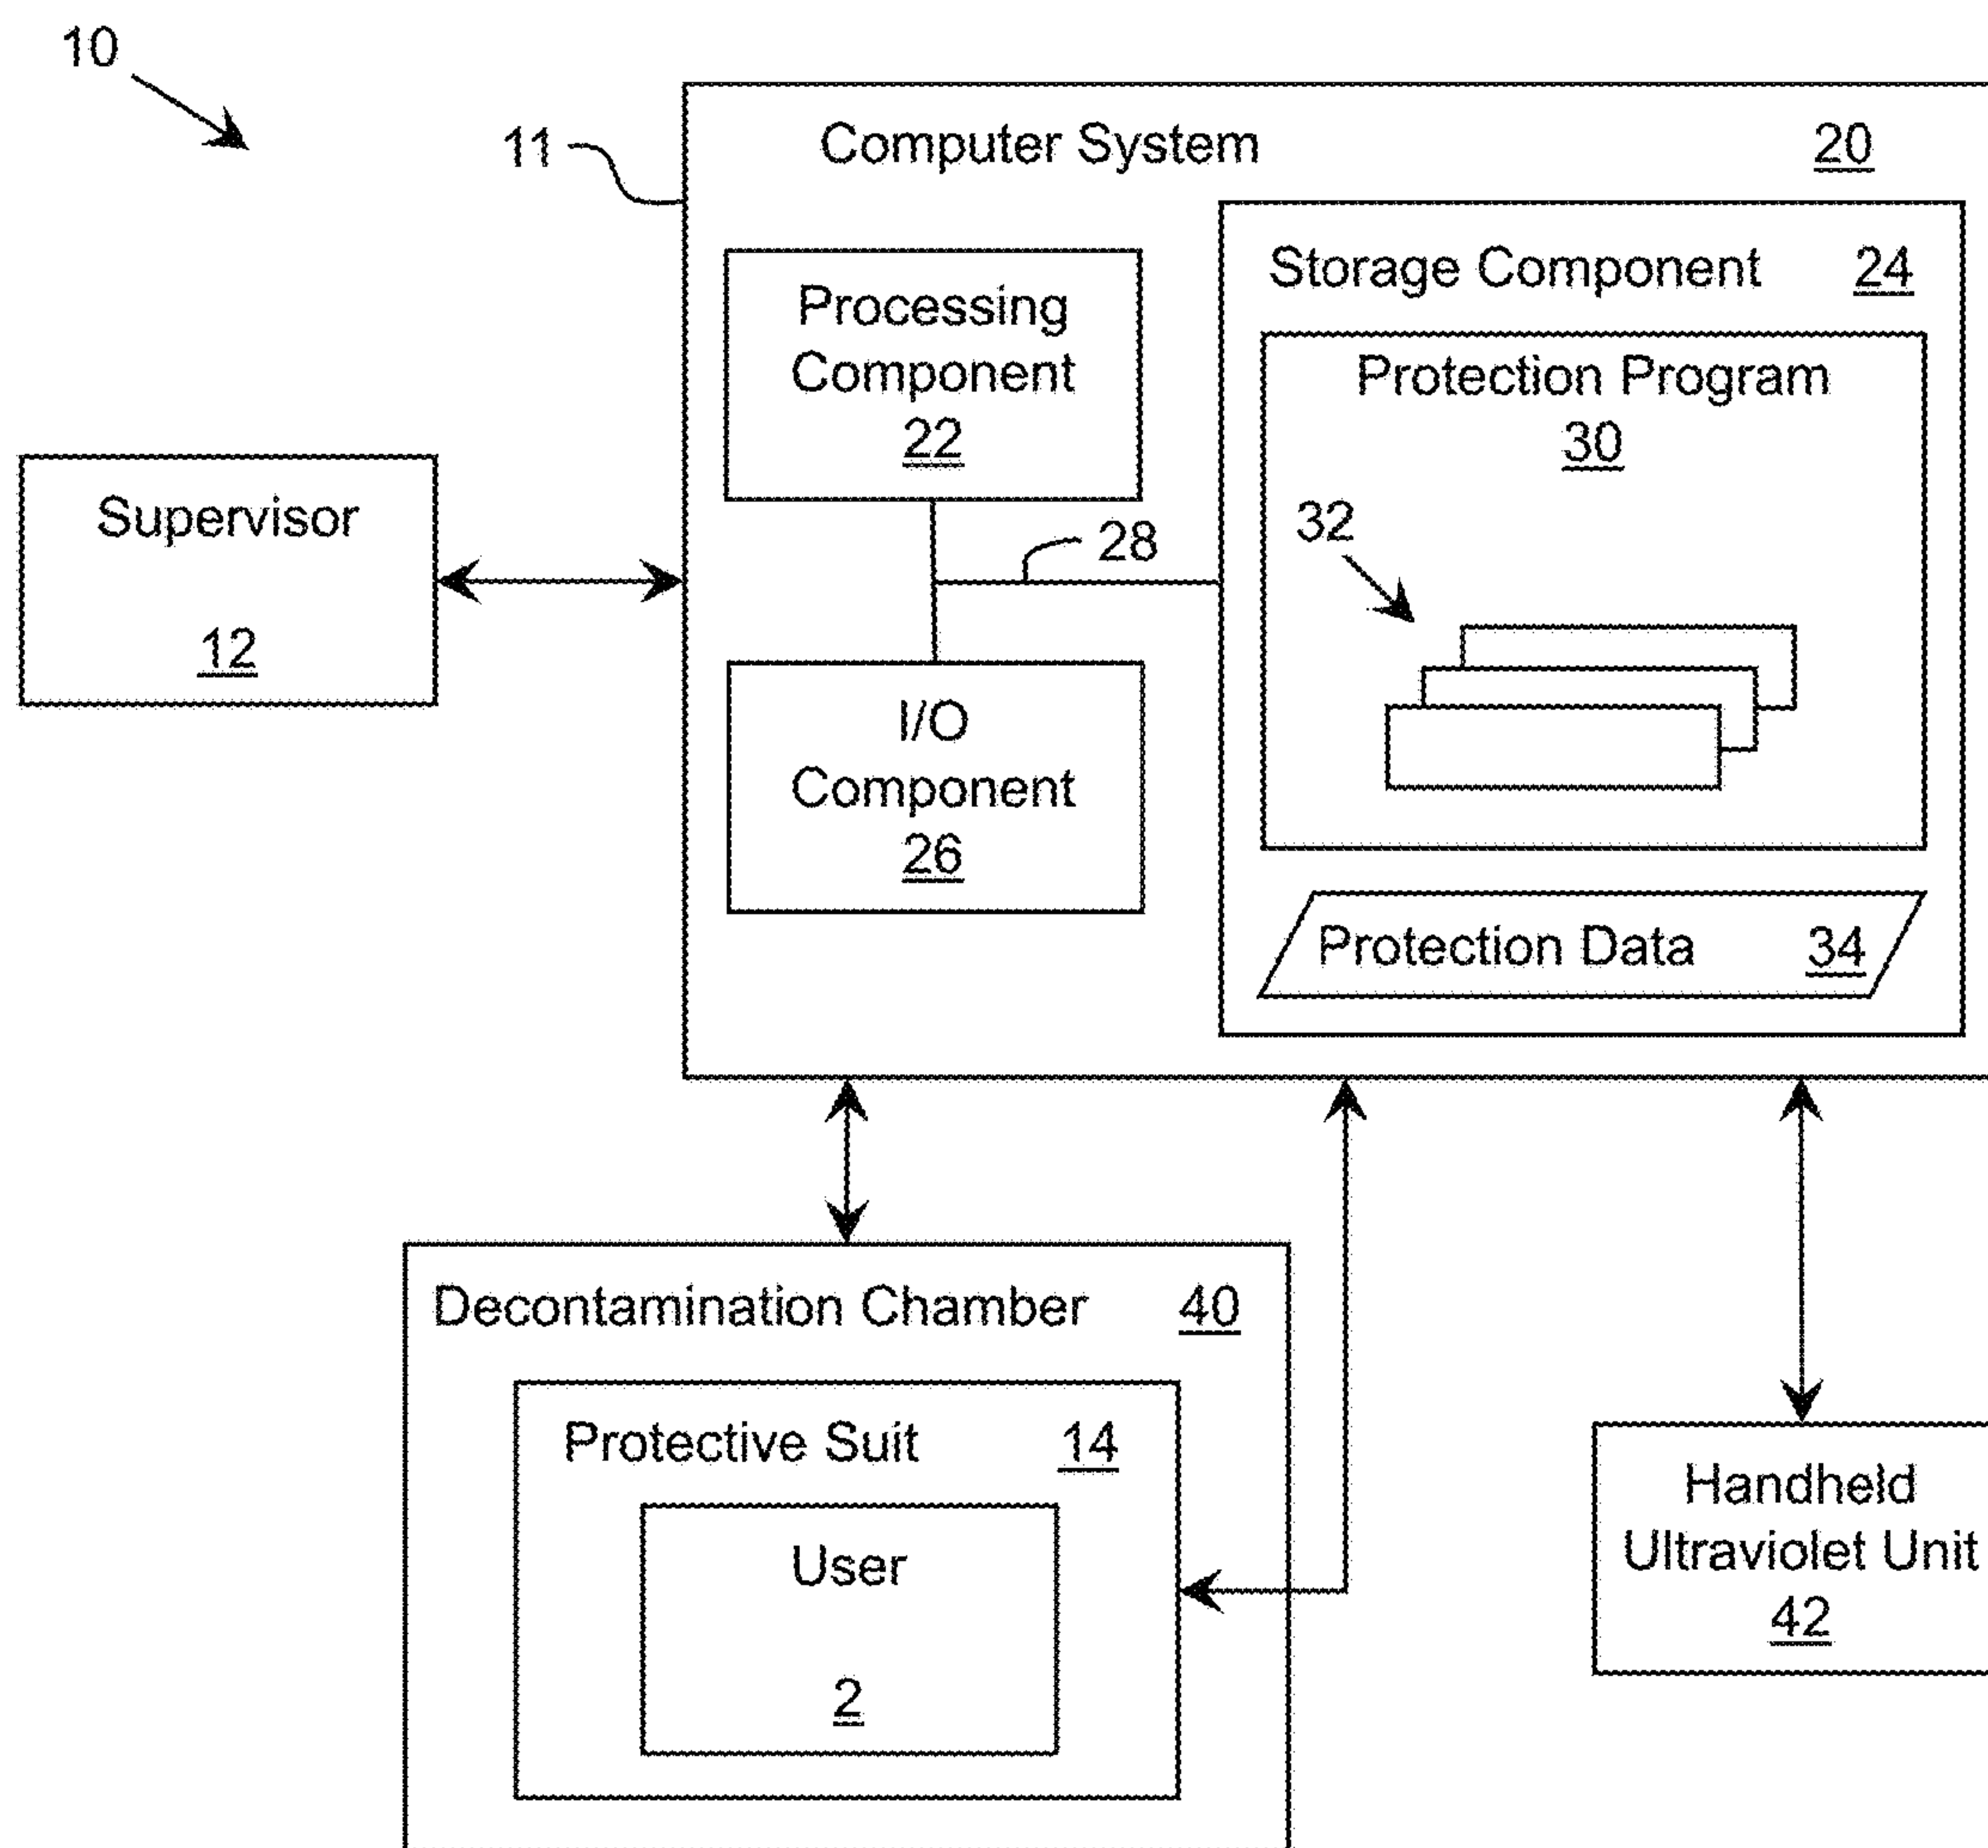 10
11
Computer System 20
Processing
Component
22
Storage Component 24
Protection Program
30
32
28
Supervisor
12
I/O
Component
26
Protection Data 34
Decontamination Chamber 40
Protective Suit 14
User
2
Handheld
Ultraviolet Unit
42